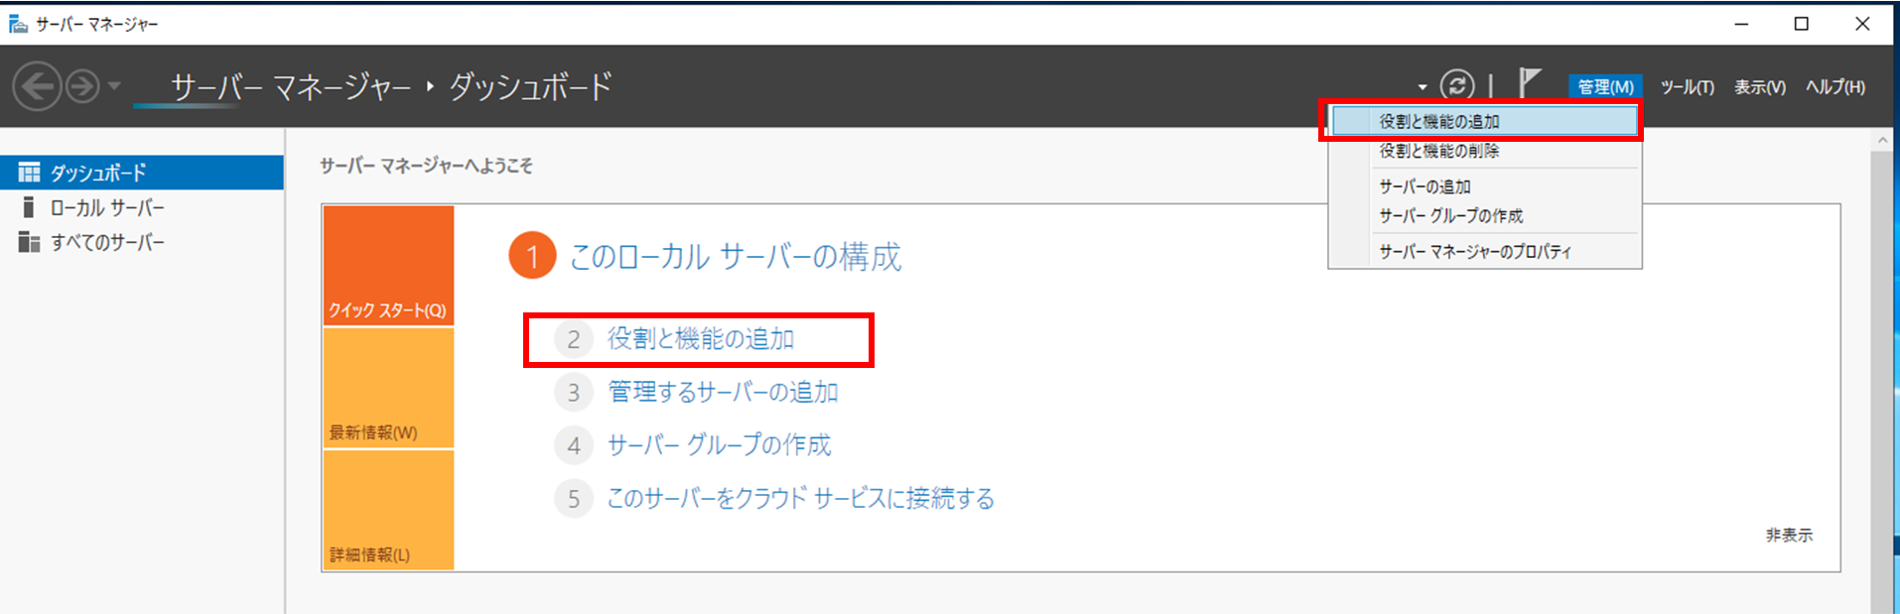 サーバー マネージャー
サーバー マネージャー ‣ ダッシュボード
管理(M) ツール(T) 表示(V) ヘルプ(H)
役割と機能の追加
役割と機能の削除
サーバーの追加
サーバー グループの作成
サーバー マネージャーのプロパティ
ダッシュボード
ローカル サーバー
すべてのサーバー
サーバー マネージャーへようこそ
クイック スタート(Q)
最新情報(W)
詳細情報(L)
1 このローカル サーバーの構成
2 役割と機能の追加
3 管理するサーバーの追加
4 サーバー グループの作成
5 このサーバーをクラウド サービスに接続する
非表示